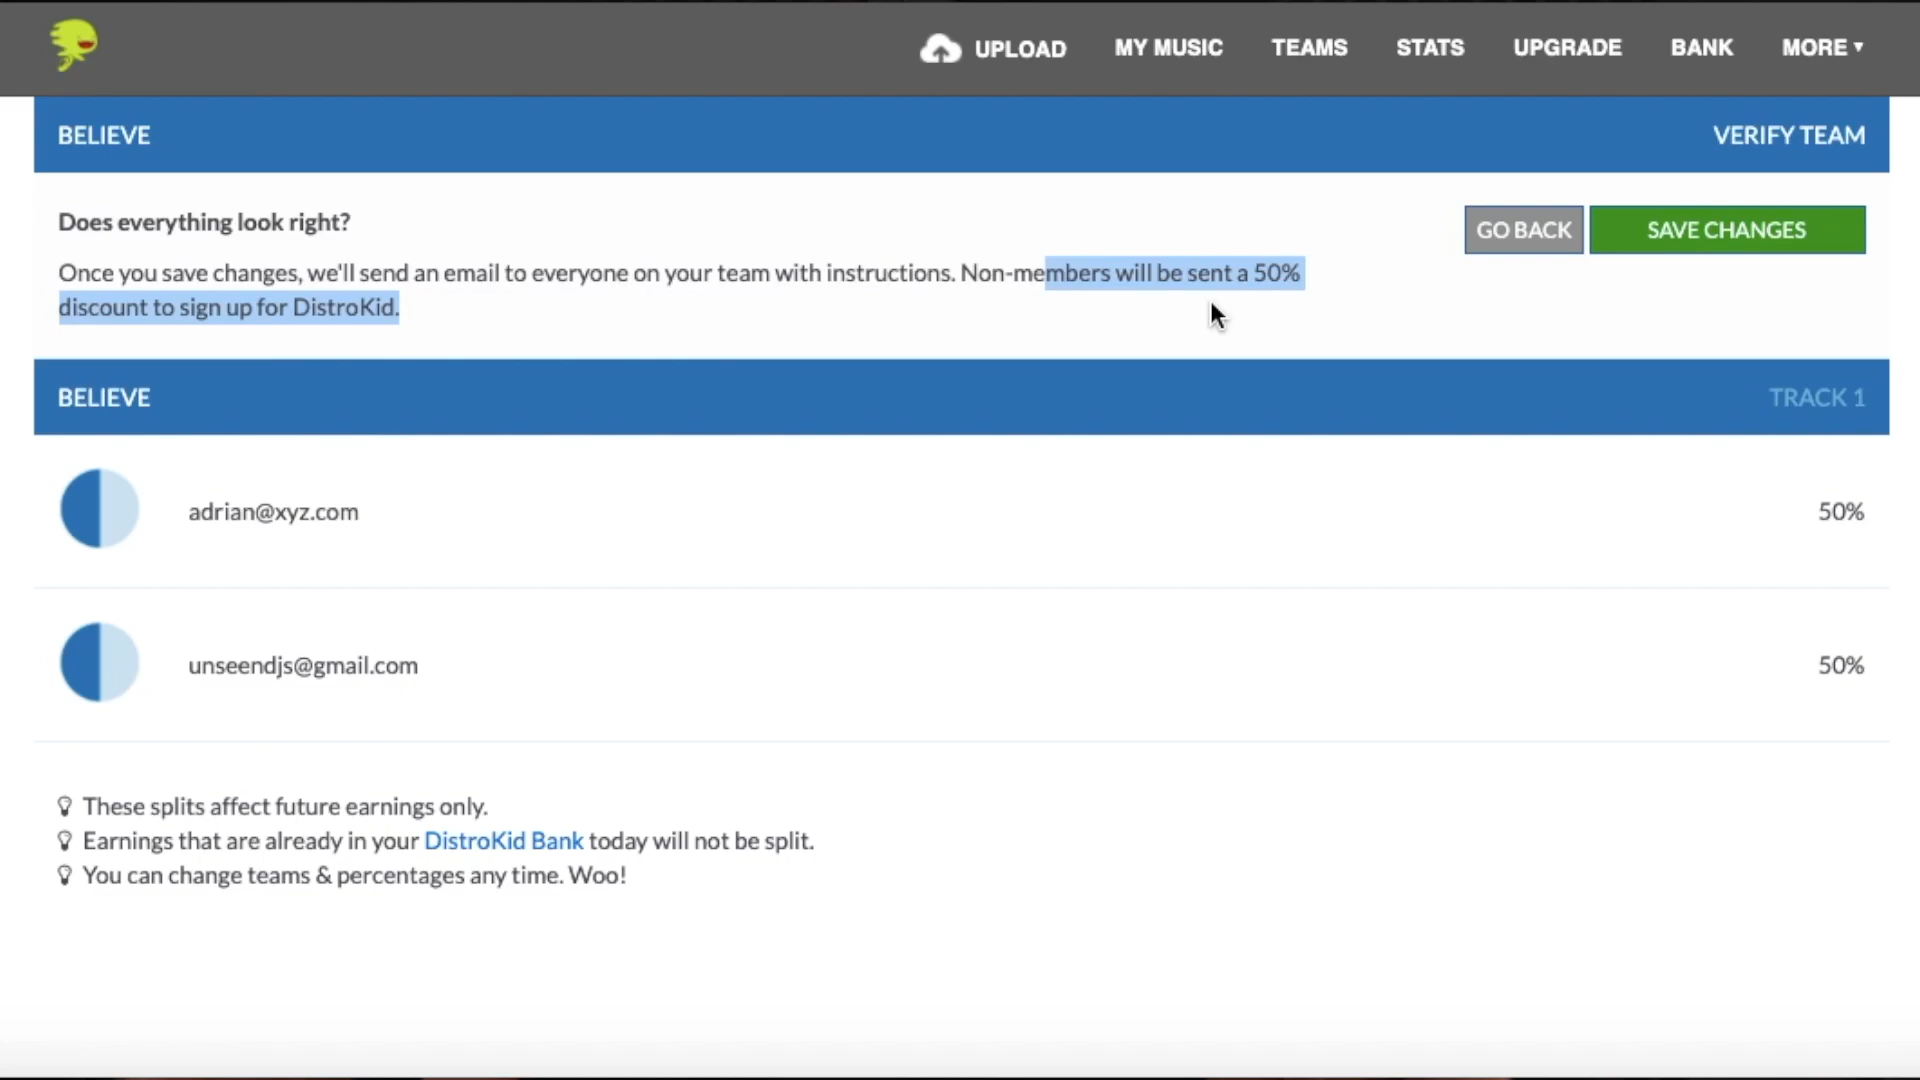 UPLOAD MY MUSIC TEAMS STATS UPGRADE BANK MORE ▾
BELIEVE VERIFY TEAM
Does everything look right?
GO BACK SAVE CHANGES
Once you save changes, we'll send an email to everyone on your team with instructions. Non-members will be sent a 50%
discount to sign up for DistroKid.
BELIEVE TRACK 1
adrian@xyz.com 50%
unseendjs@gmail.com 50%
These splits affect future earnings only.
Earnings that are already in your DistroKid Bank today will not be split.
You can change teams & percentages any time. Woo!